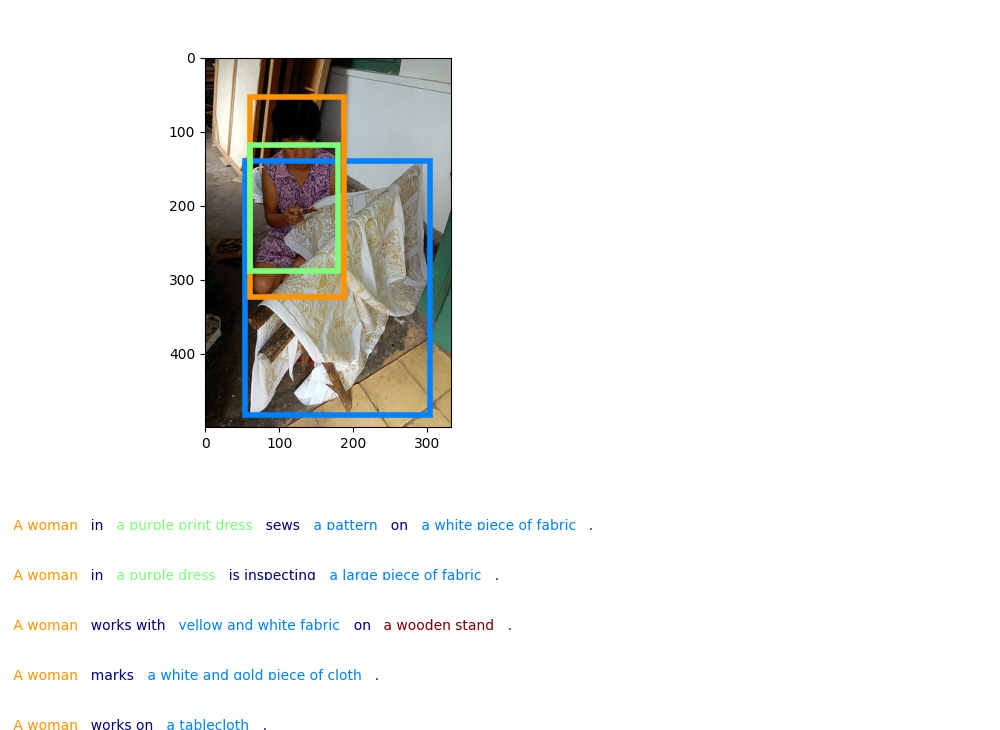 0
100
200
300
400
0 100 200 300
A woman in a purple print dress sews a pattern on a white piece of fabric .
A woman in a purple dress is inspecting a large piece of fabric .
A woman works with yellow and white fabric on a wooden stand .
A woman marks a white and gold piece of cloth .
A woman works on a tablecloth .